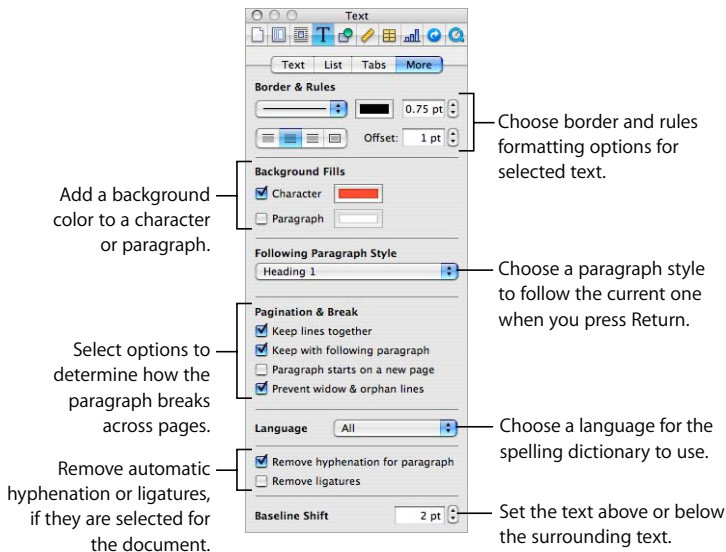 Text
T
Text List Tabs More
Border & Rules
0.75 pt
Offset: 1 pt
Choose border and rules
formatting options for
selected text.
Background Fills
Character
Paragraph
Add a background
color to a character
or paragraph.
Following Paragraph Style
Heading 1
Choose a paragraph style
to follow the current one
when you press Return.
Pagination & Break
Keep lines together
Keep with following paragraph
Paragraph starts on a new page
Prevent widow & orphan lines
Select options to
determine how the
paragraph breaks
across pages.
Language All
Choose a language for the
spelling dictionary to use.
Remove hyphenation for paragraph
Remove ligatures
Remove automatic
hyphenation or ligatures,
if they are selected for
the document.
Baseline Shift 2 pt
Set the text above or below
the surrounding text.